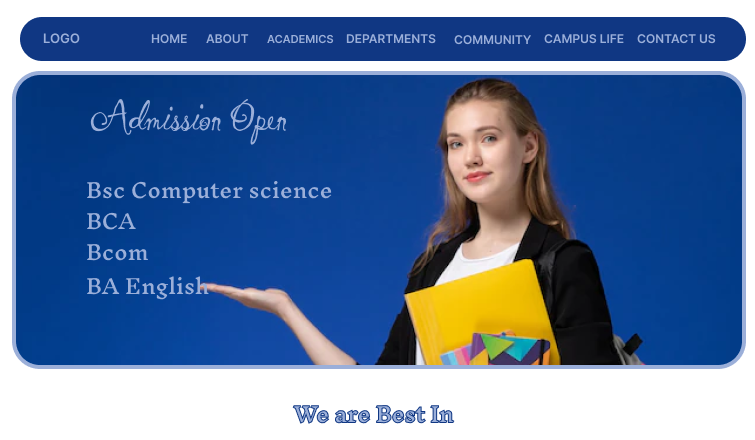 LOGO HOME ABOUT ACADEMICS DEPARTMENTS COMMUNITY CAMPUS LIFE CONTACT US
Admission Open
Bsc Computer science
BCA
Bcom
BA English
We are Best In